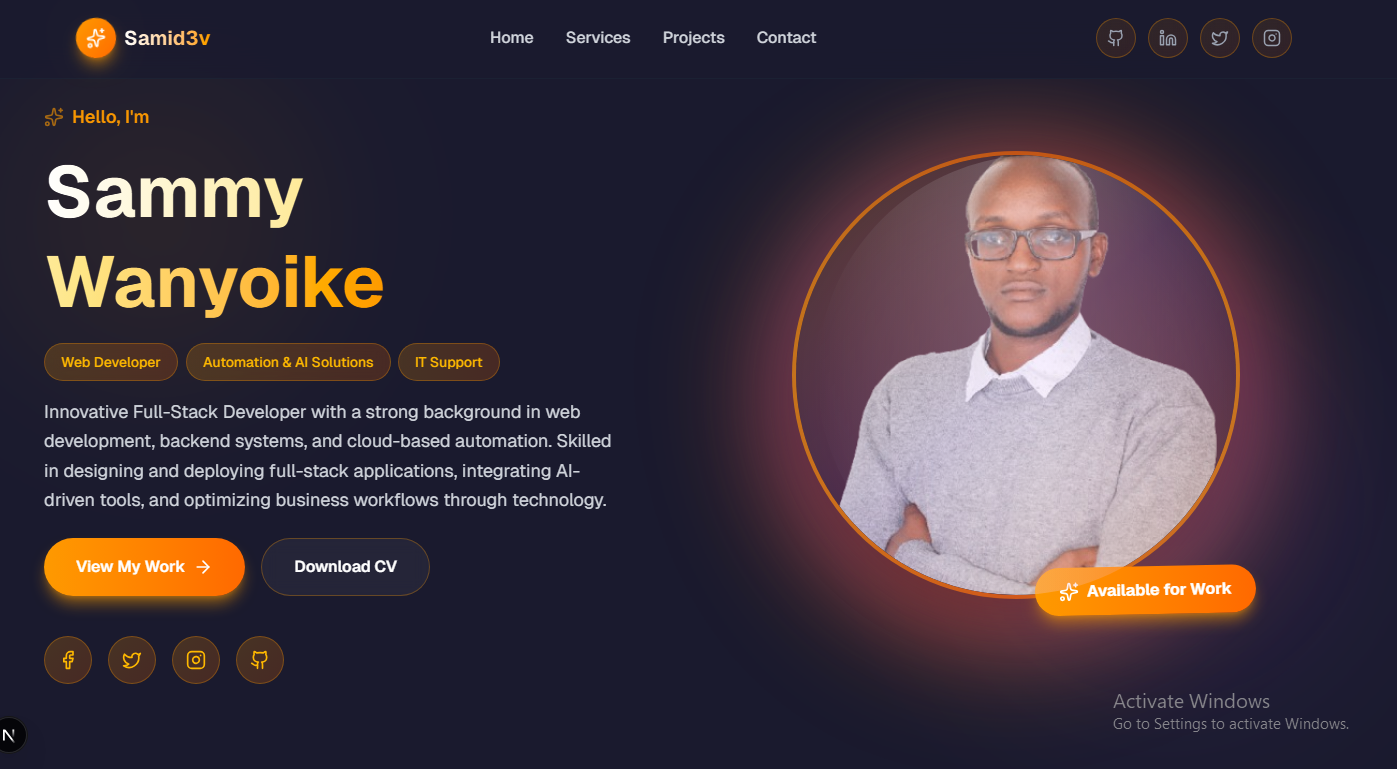 Samid3v
Home
Services
Projects
Contact
Hello, I'm
Sammy
Wanyoike
Web Developer
Automation & AI Solutions
IT Support
Innovative Full-Stack Developer with a strong background in web
development, backend systems, and cloud-based automation. Skilled
in designing and deploying full-stack applications, integrating AI-
driven tools, and optimizing business workflows through technology.
View My Work
Download CV
Available for Work
Activate Windows
Go to Settings to activate Windows.
N